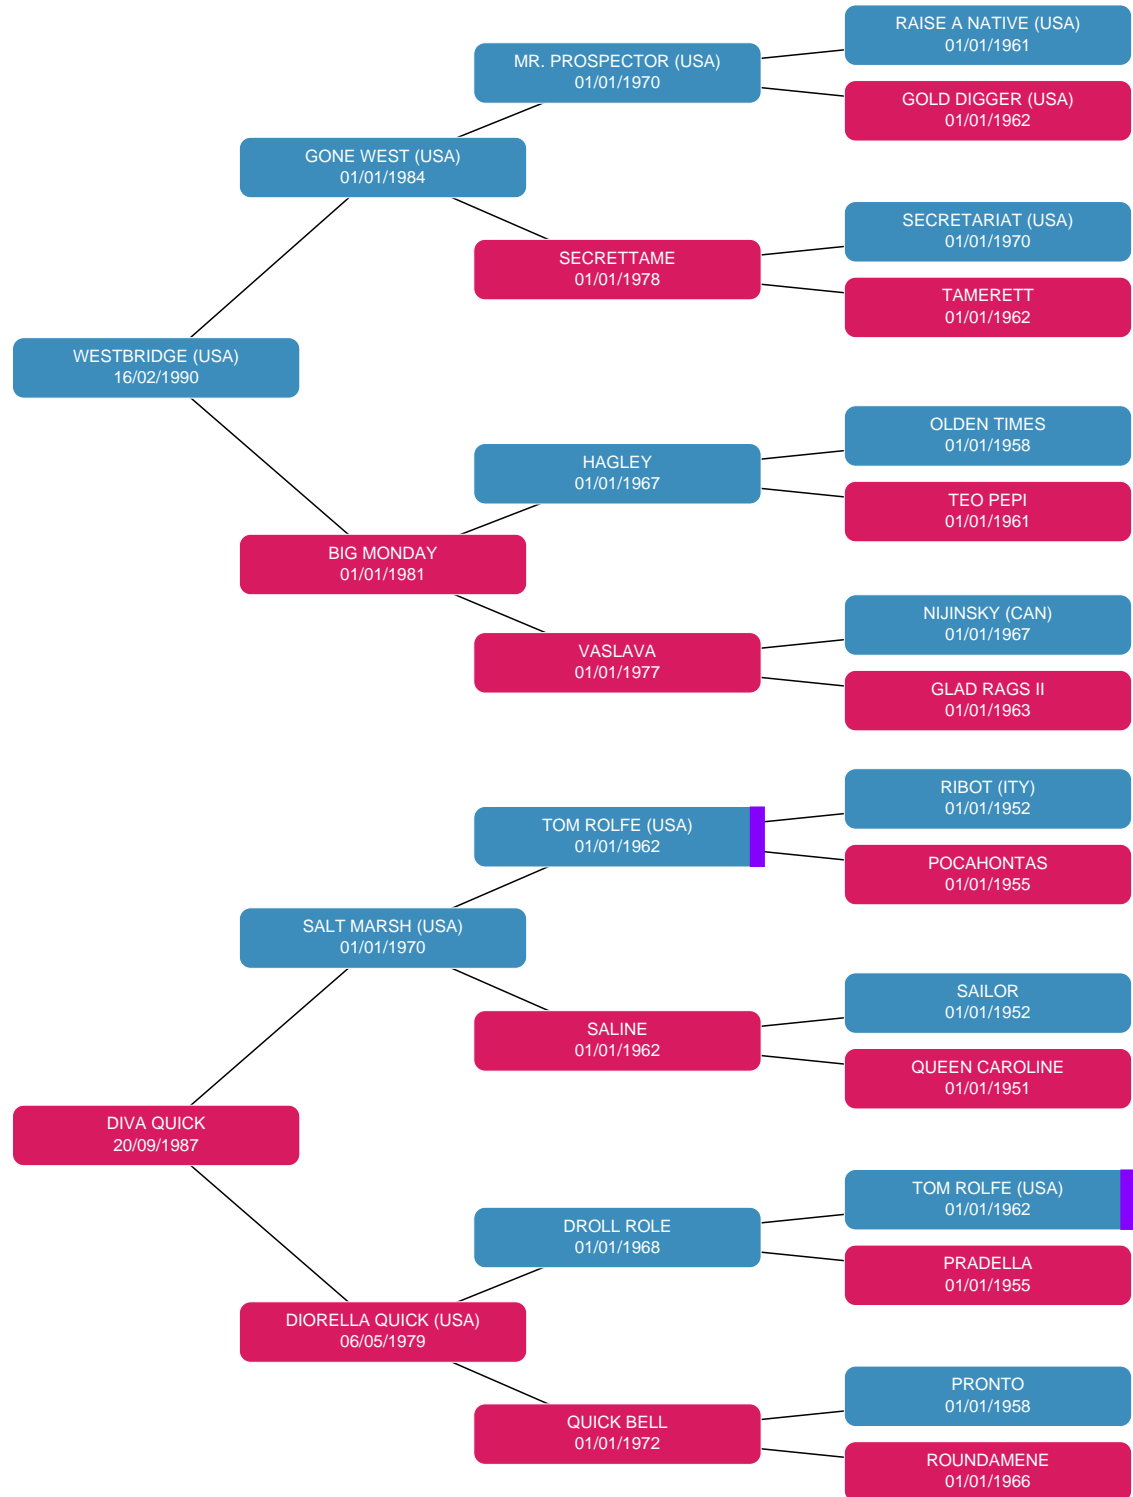 RAISE A NATIVE (USA)
01/01/1961
MR. PROSPECTOR (USA)
01/01/1970
GOLD DIGGER (USA)
01/01/1962
GONE WEST (USA)
01/01/1984
SECRETARIAT (USA)
01/01/1970
SECRETTAME
01/01/1978
TAMERETT
01/01/1962
WESTBRIDGE (USA)
16/02/1990
OLDEN TIMES
01/01/1958
HAGLEY
01/01/1967
TEO PEPI
01/01/1961
BIG MONDAY
01/01/1981
NIJINSKY (CAN)
01/01/1967
VASLAVA
01/01/1977
GLAD RAGS II
01/01/1963
RIBOT (ITY)
01/01/1952
TOM ROLFE (USA)
01/01/1962
POCAHONTAS
01/01/1955
SALT MARSH (USA)
01/01/1970
SAILOR
01/01/1952
SALINE
01/01/1962
QUEEN CAROLINE
01/01/1951
DIVA QUICK
20/09/1987
TOM ROLFE (USA)
01/01/1962
DROLL ROLE
01/01/1968
PRADELLA
01/01/1955
DIORELLA QUICK (USA)
06/05/1979
PRONTO
01/01/1958
QUICK BELL
01/01/1972
ROUNDAMENE
01/01/1966